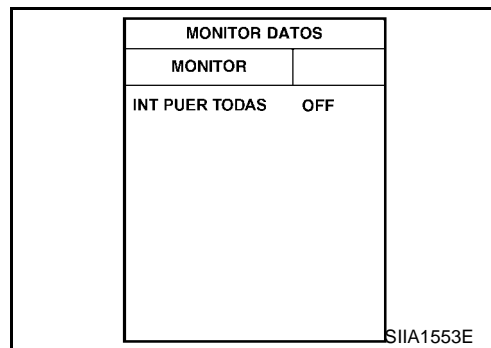 MONITOR DATOS
MONITOR
INT PUER TODAS OFF
SIIA1553E